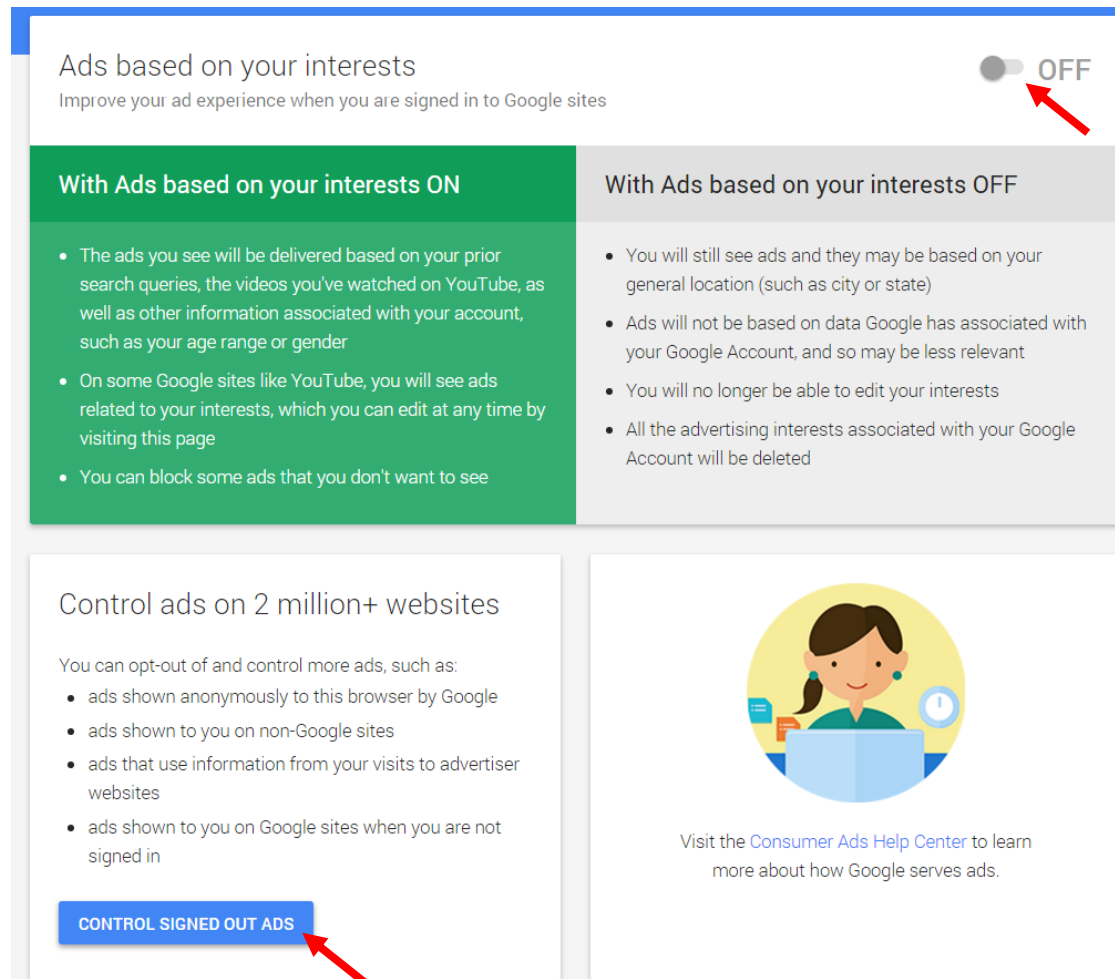 Ads based on your interests
OFF
Improve your ad experience when you are signed in to Google sites
With Ads based on your interests ON
The ads you see will be delivered based on your prior
search queries, the videos you've watched on YouTube, as
well as other information associated with your account,
such as your age range or gender
On some Google sites like YouTube, you will see ads
related to your interests, which you can edit at any time by
visiting this page
You can block some ads that you don't want to see
With Ads based on your interests OFF
You will still see ads and they may be based on your
general location (such as city or state)
Ads will not be based on data Google has associated with
your Google Account, and so may be less relevant
You will no longer be able to edit your interests
All the advertising interests associated with your Google
Account will be deleted
Control ads on 2 million+ websites
You can opt-out of and control more ads, such as:
ads shown anonymously to this browser by Google
ads shown to you on non-Google sites
ads that use information from your visits to advertiser
websites
ads shown to you on Google sites when you are not
signed in
CONTROL SIGNED OUT ADS
Visit the Consumer Ads Help Center to learn
more about how Google serves ads.